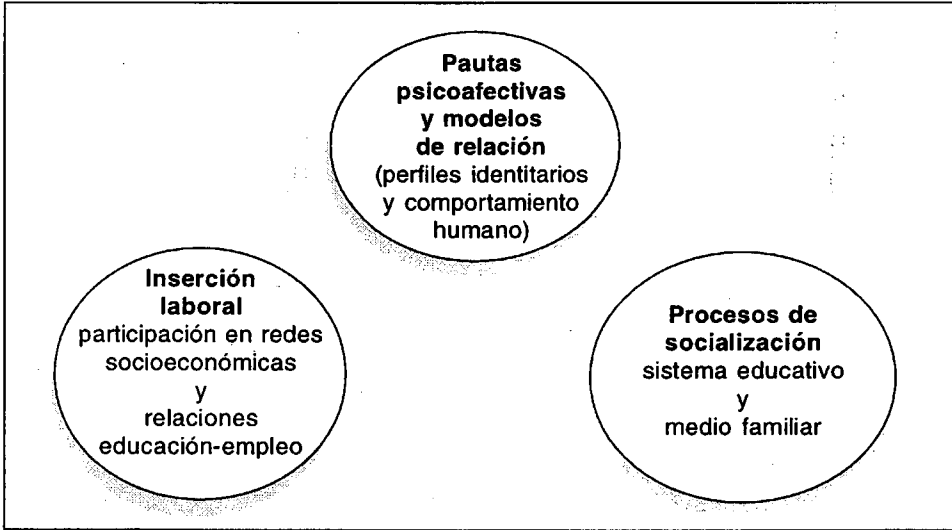 Pautas
psicoafectivas
y modelos
de relación
(perfiles identitarios
y comportamiento
humano)
Inserción
laboral
participación en redes
socioeconómicas
y
relaciones
educación-empleo
Procesos de
socialización
sistema educativo
y
medio familiar